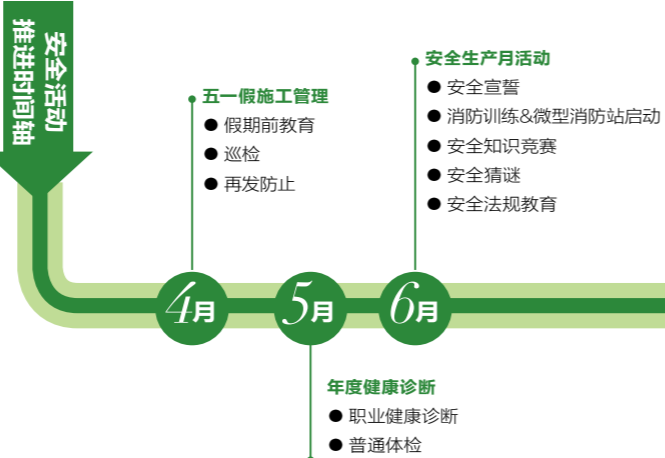 安全活动
推进时间轴
五一假施工管理
● 假期前教育
● 巡检
● 再发防止
安全生产月活动
● 安全宣誓
● 消防训练&微型消防站启动
● 安全知识竞赛
● 安全猜谜
● 安全法规教育
4月
5月
6月
年度健康诊断
● 职业健康诊断
● 普通体检